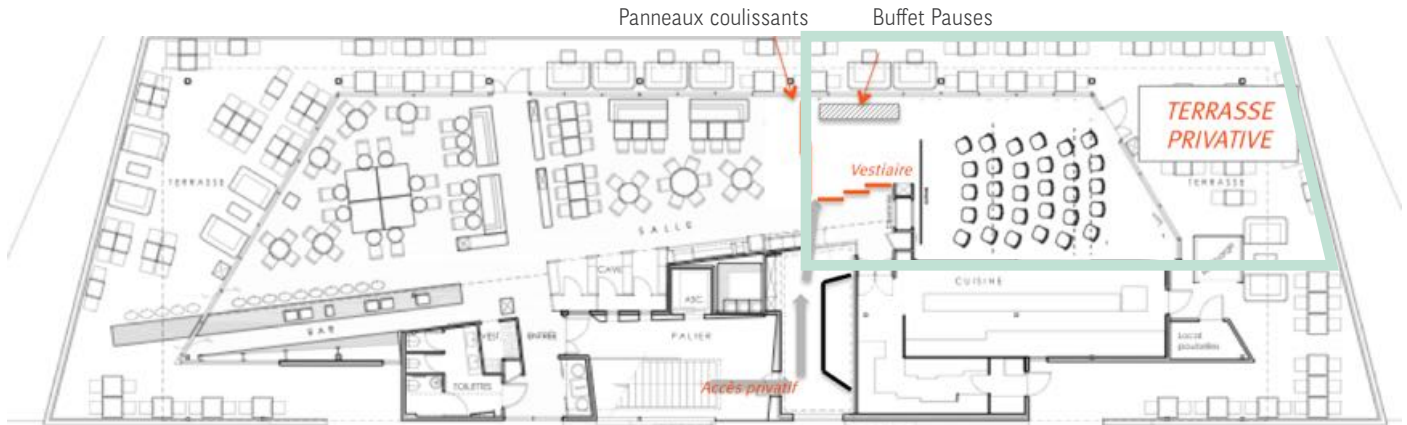 Panneaux coulissants
Buffet Pauses
TERRASSE
PRIVATIVE
Vestiaire
TERRASSE
TERRASSE
SALLE
CAVE
ASC.
CUISINE
BAR
VEST.
ENTRÉE
PALIER
Local
poubelles
TOILETTES
Accès privatif